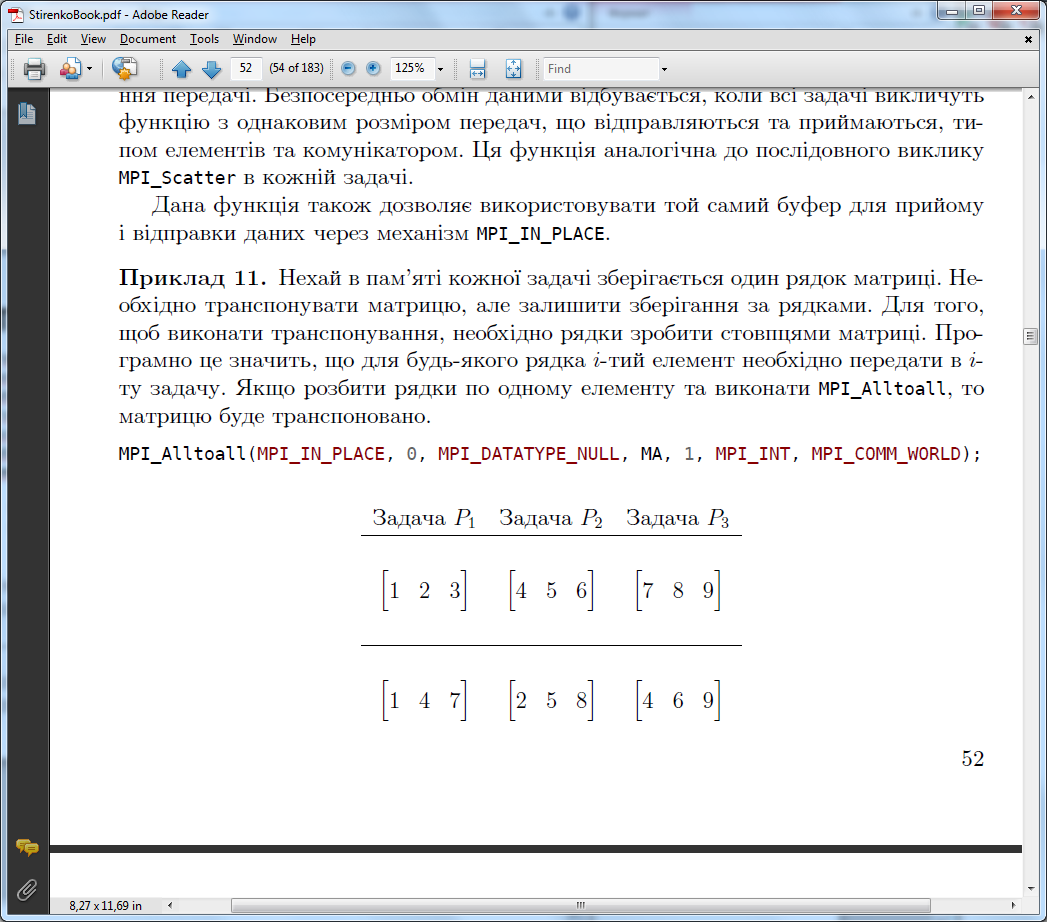 StirenkoBook.pdf - Adobe Reader
File Edit View Document Tools Window Help
52 (54 of 183) 125% Find
ння передачі. Безпосередньо обмін даними відбувається, коли всі задачі викличуть
функцію з однаковим розміром передач, що відправляються та приймаються, ти-
пом елементів та комунікатором. Ця функція аналогічна до послідовного виклику
MPI_Scatter в кожній задачі.
Дана функція також дозволяє використовувати той самий буфер для прийому
і відправки даних через механізм MPI_IN_PLACE.
Приклад 11. Нехай в пам'яті кожної задачі зберігається один рядок матриці. Не-
обхідно транспонувати матрицю, але залишити зберігання за рядками. Для того,
щоб виконати транспонування, необхідно рядки зробити стовпцями матриці. Про-
грамно це значить, що для будь-якого рядка i-тий елемент необхідно передати в i-
ту задачу. Якщо розбити рядки по одному елементу та виконати MPI_Alltoall, то
матрицю буде транспоновано.
MPI_Alltoall(MPI_IN_PLACE, 0, MPI_DATATYPE_NULL, MA, 1, MPI_INT, MPI_COMM_WORLD);
Задача P1 Задача P2 Задача P3
[1 2 3] [4 5 6] [7 8 9]
[1 4 7] [2 5 8] [4 6 9]
52
8,27 x 11,69 in